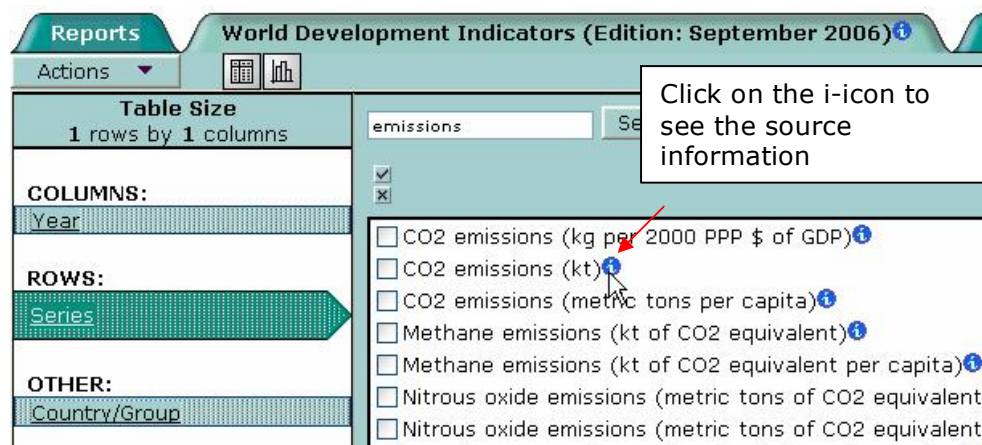 Reports
World Development Indicators (Edition: September 2006)
Actions
Table Size
1 rows by 1 columns
COLUMNS:
Year
ROWS:
Series
OTHER:
Country/Group
emissions
Se
Click on the i-icon to
see the source
information
CO2 emissions (kg per 2000 PPP $ of GDP)
CO2 emissions (kt)
CO2 emissions (metric tons per capita)
Methane emissions (kt of CO2 equivalent)
Methane emissions (kt of CO2 equivalent per capita)
Nitrous oxide emissions (metric tons of CO2 equivalent
Nitrous oxide emissions (metric tons of CO2 equivalent